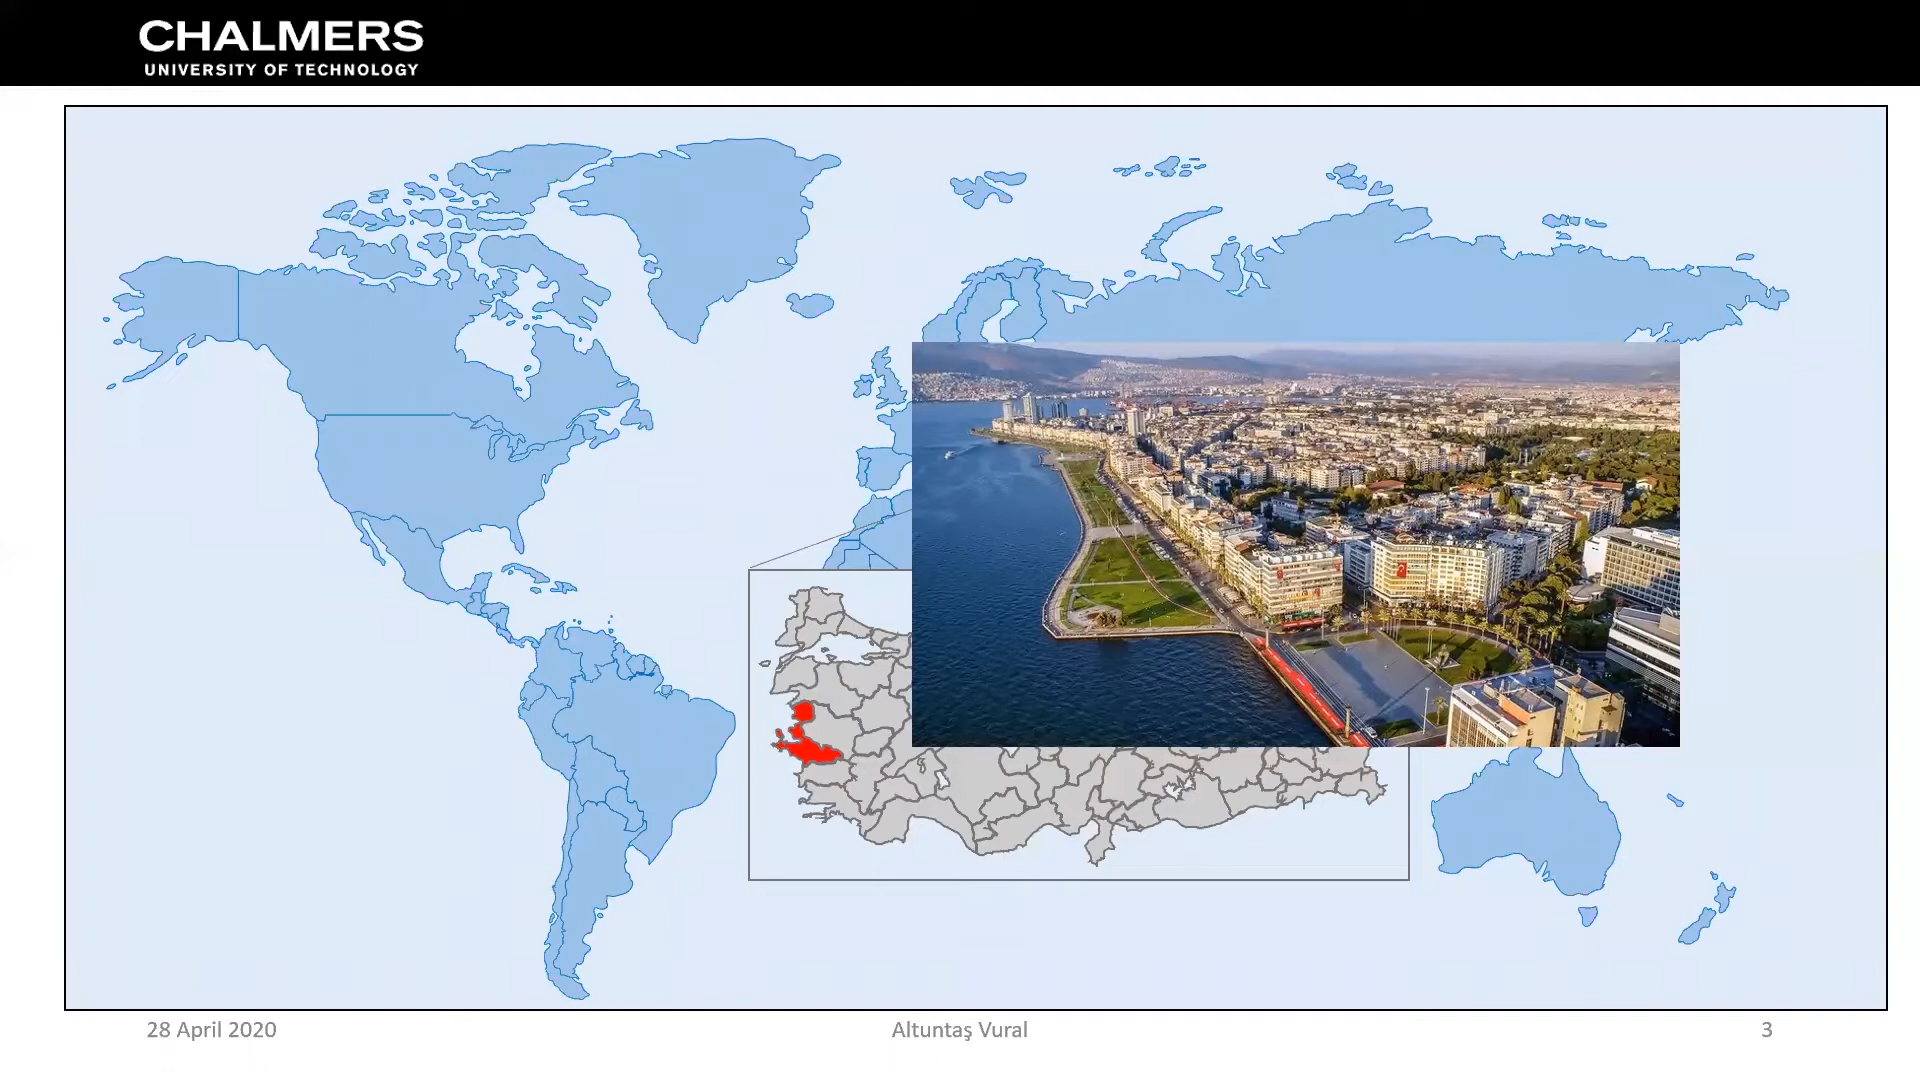 CHALMERS
UNIVERSITY OF TECHNOLOGY
28 April 2020
Altuntaş Vural
3